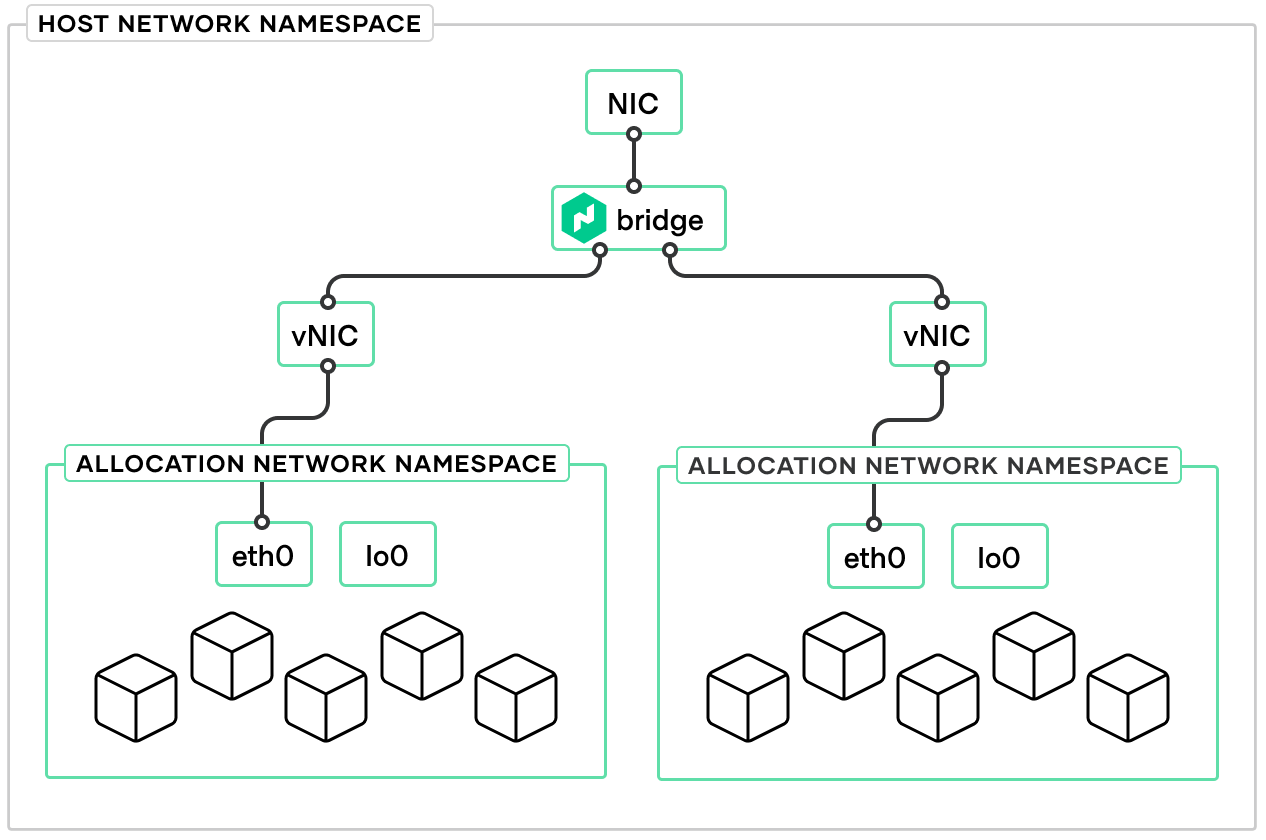 HOST NETWORK NAMESPACE
NIC
bridge
vNIC
vNIC
ALLOCATION NETWORK NAMESPACE
ALLOCATION NETWORK NAMESPACE
eth0
lo0
eth0
lo0